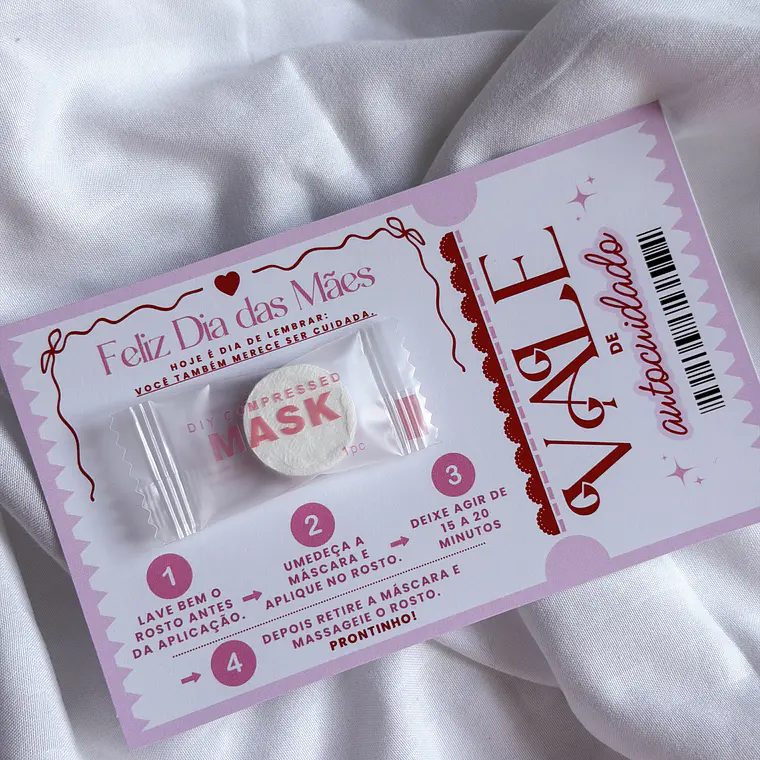 Feliz Dia das Mães
HOJE É DIA DE LEMBRAR:
VOCÊ TAMBÉM MERECE SER CUIDADA.
DIY COMPRESSED
MASK
1pc
1
LAVE BEM O
ROSTO ANTES
DA APLICAÇÃO.
2
UMEDEÇA A
MÁSCARA E
APLIQUE NO ROSTO.
3
DEIXE AGIR DE
15 A 20
MINUTOS
4
DEPOIS RETIRE A MÁSCARA E
MASSAGEIE O ROSTO.
PRONTINHO!
VALE
DE
autocuidado